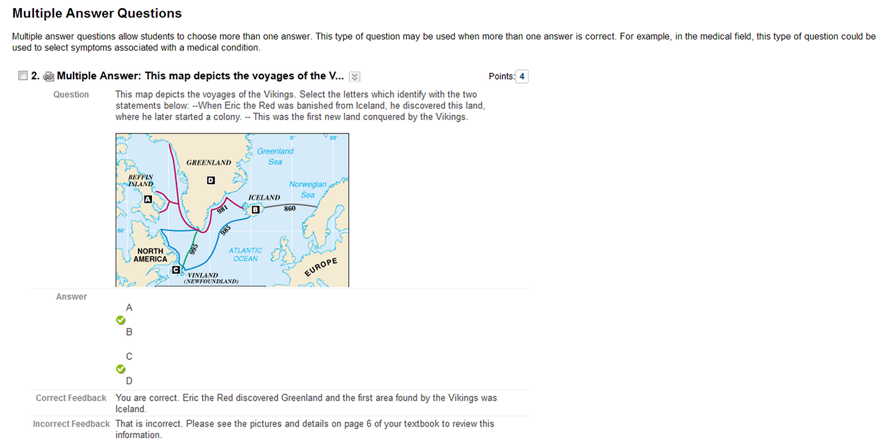 Multiple Answer Questions
Multiple answer questions allow students to choose more than one answer. This type of question may be used when more than one answer is correct. For example, in the medical field, this type of question could be
used to select symptoms associated with a medical condition.
2. Multiple Answer: This map depicts the voyages of the V...
Points: 4
Question
This map depicts the voyages of the Vikings. Select the letters which identify with the two
statements below: --When Eric the Red was banished from Iceland, he discovered this land,
where he later started a colony. -- This was the first new land conquered by the Vikings.
0°
20°
Greenland
Sea
GREENLAND
D
BEFFIN
ISLAND
A
Norwegian
Sea
ICELAND
B
860
981
985
60°
995
NORTH
AMERICA
ATLANTIC
OCEAN
C
VINLAND
(NEWFOUNDLAND)
EUROPE
Answer
A
B
C
D
Correct Feedback
You are correct. Eric the Red discovered Greenland and the first area found by the Vikings was
Iceland.
Incorrect Feedback
That is incorrect. Please see the pictures and details on page 6 of your textbook to review this
information.